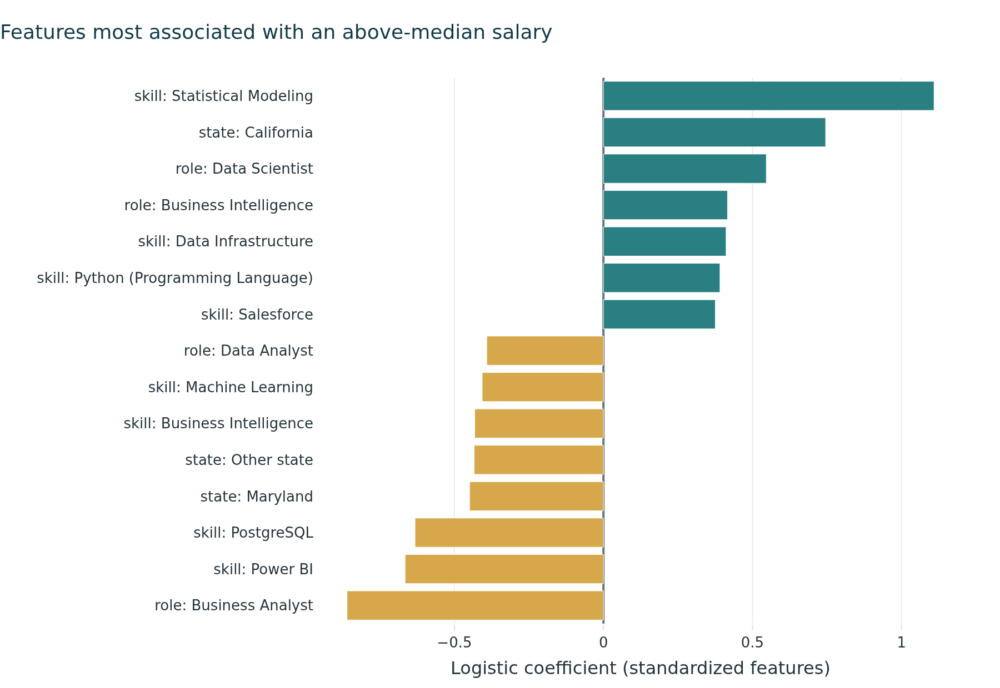 Features most associated with an above-median salary
skill: Statistical Modeling
state: California
role: Data Scientist
role: Business Intelligence
skill: Data Infrastructure
skill: Python (Programming Language)
skill: Salesforce
role: Data Analyst
skill: Machine Learning
skill: Business Intelligence
state: Other state
state: Maryland
skill: PostgreSQL
skill: Power BI
role: Business Analyst
−0.5 0 0.5 1
Logistic coefficient (standardized features)